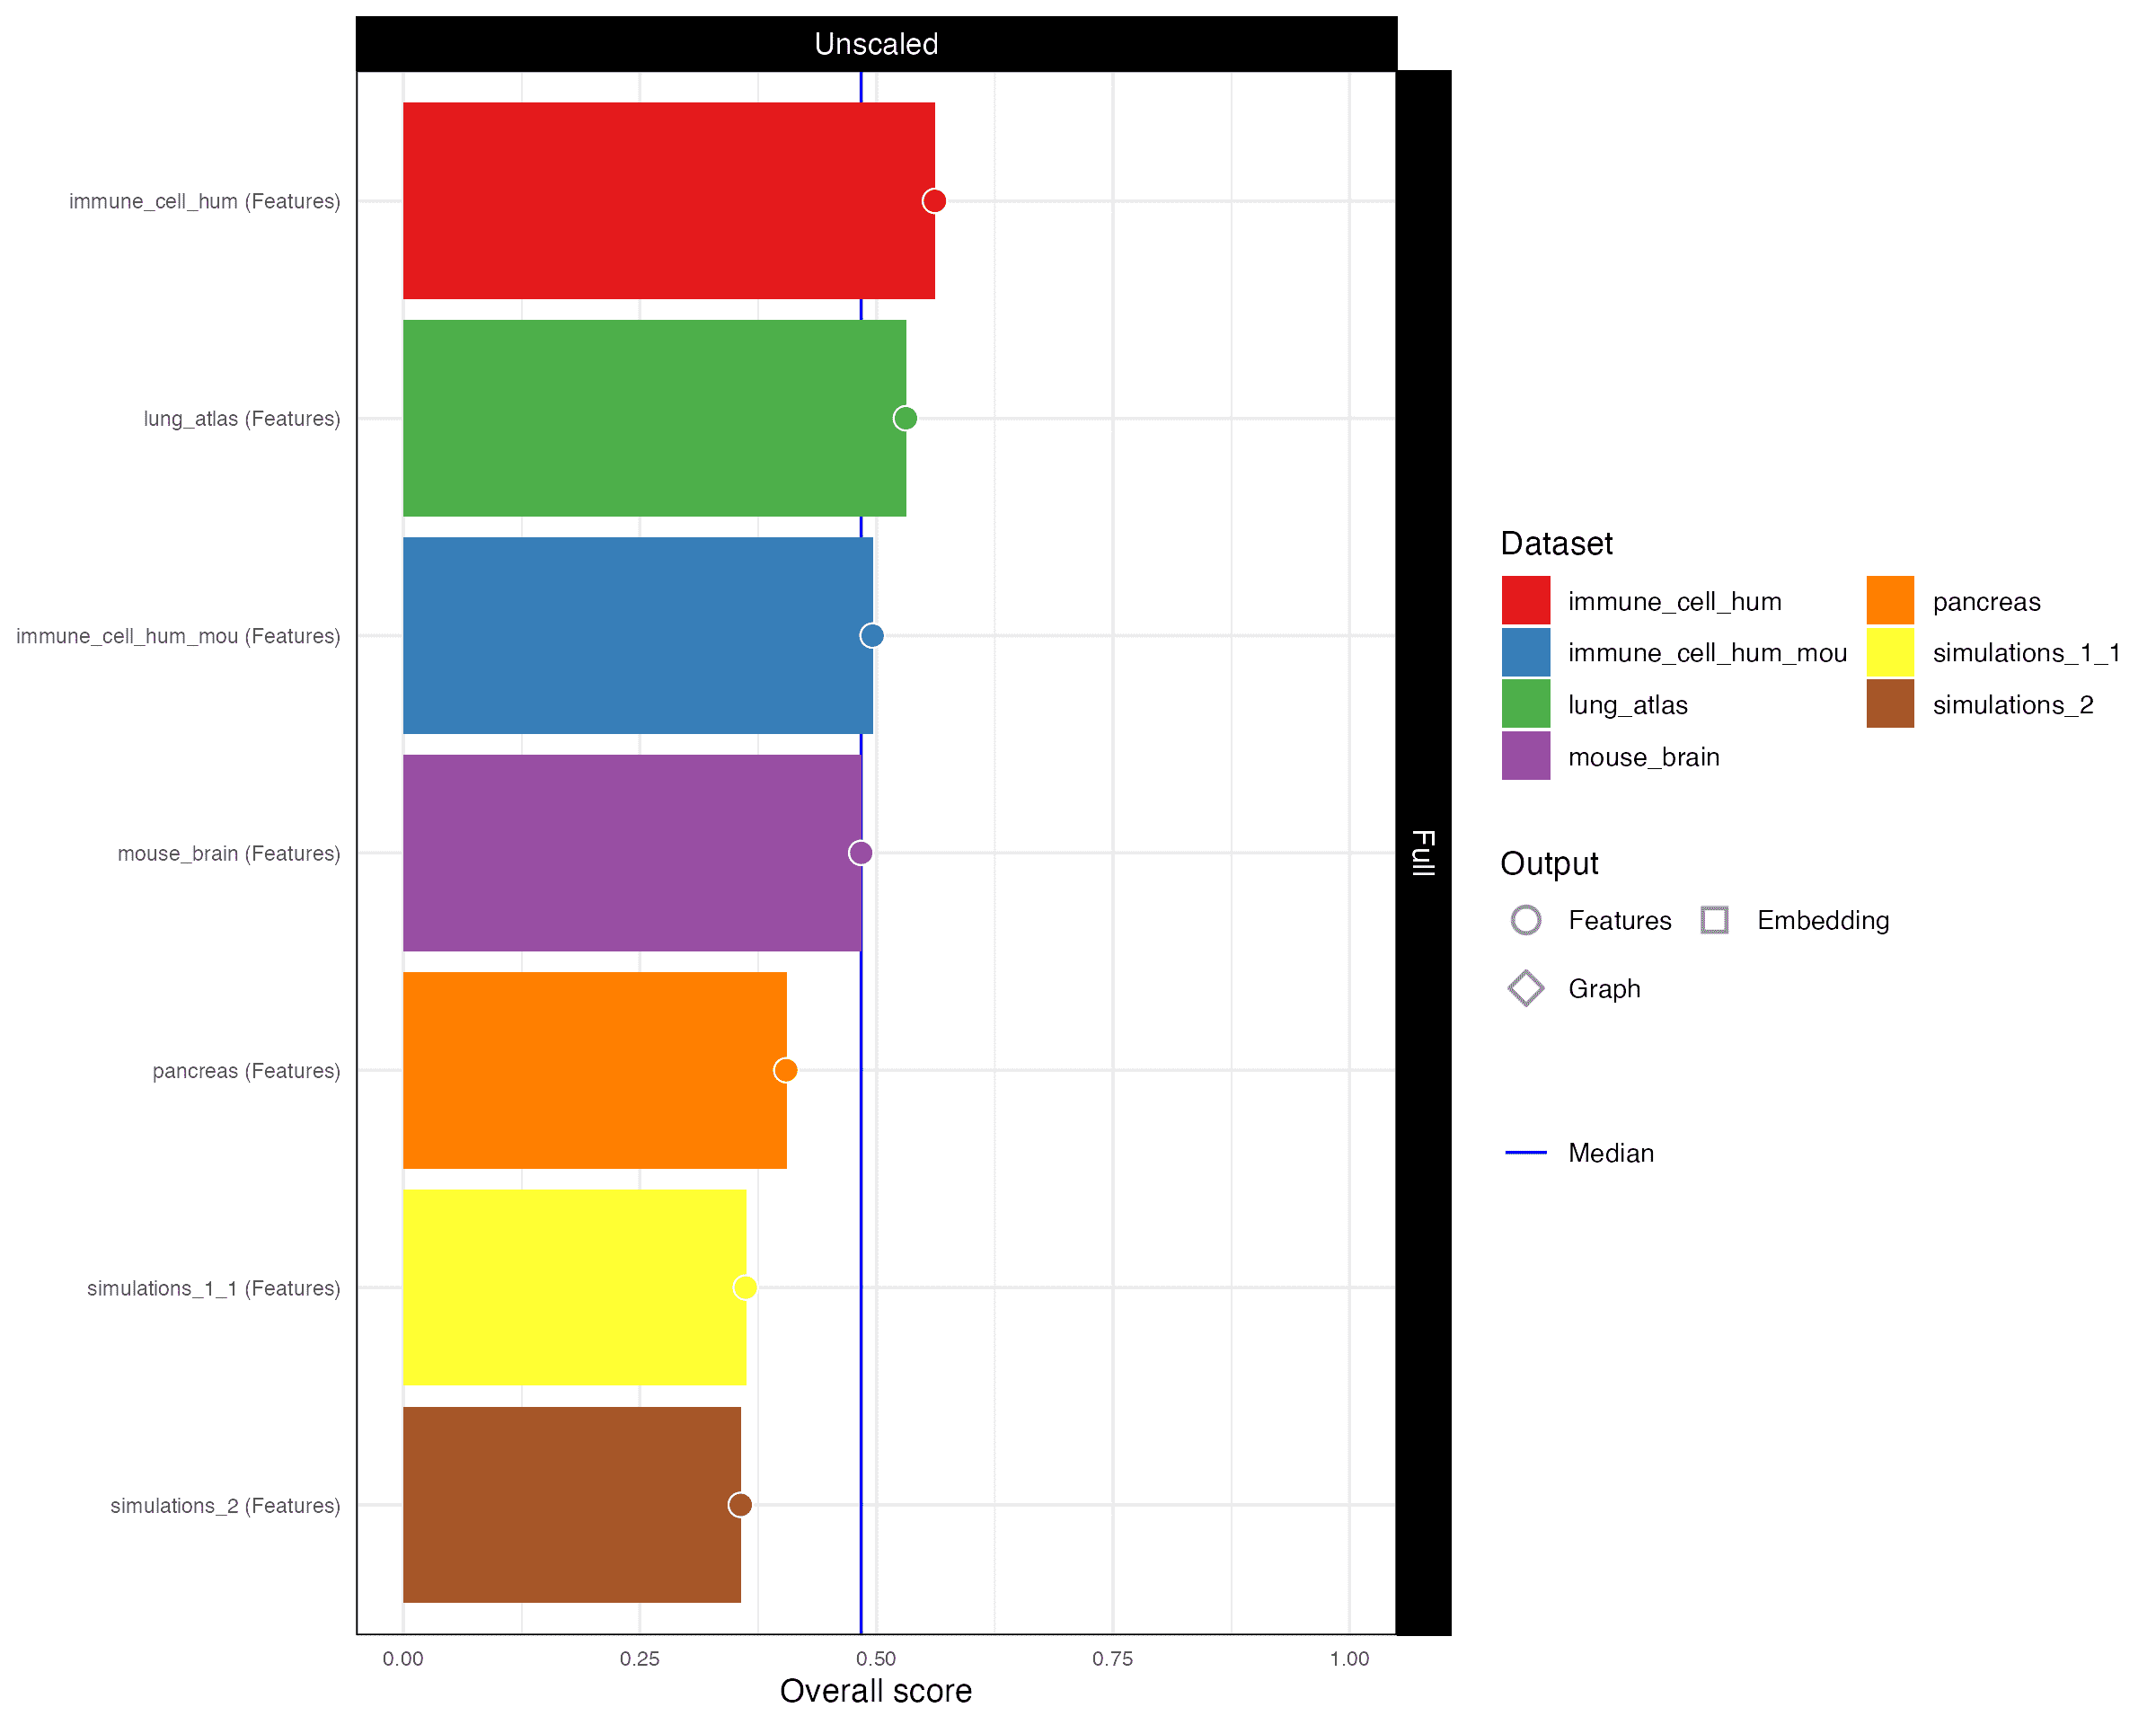 Unscaled
immune_cell_hum (Features)
lung_atlas (Features)
immune_cell_hum_mou (Features)
mouse_brain (Features)
pancreas (Features)
simulations_1_1 (Features)
simulations_2 (Features)
Full
0.00 0.25 0.50 0.75 1.00
Overall score
Dataset
immune_cell_hum pancreas
immune_cell_hum_mou simulations_1_1
lung_atlas simulations_2
mouse_brain
Output
Features Embedding
Graph
Median